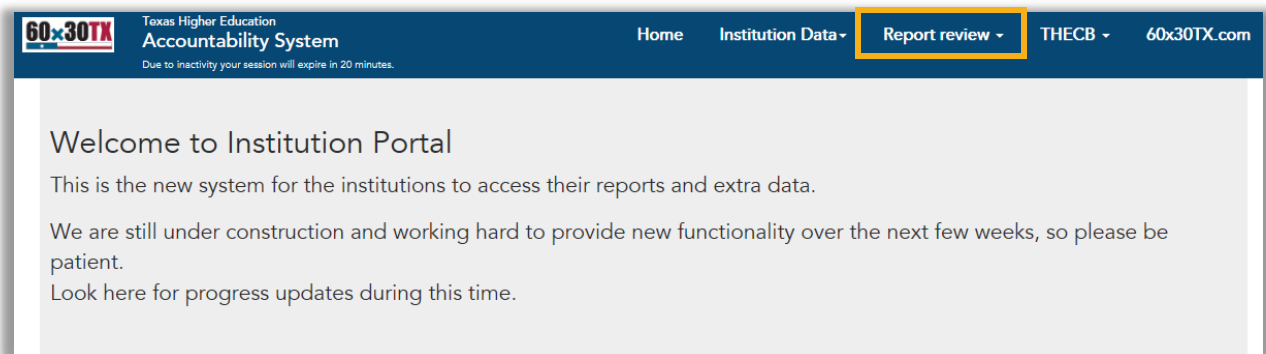 60x30TX
Texas Higher Education
Accountability System
Due to inactivity your session will expire in 20 minutes.
Home Institution Data Report review THECB 60x30TX.com
Welcome to Institution Portal
This is the new system for the institutions to access their reports and extra data.
We are still under construction and working hard to provide new functionality over the next few weeks, so please be
patient.
Look here for progress updates during this time.